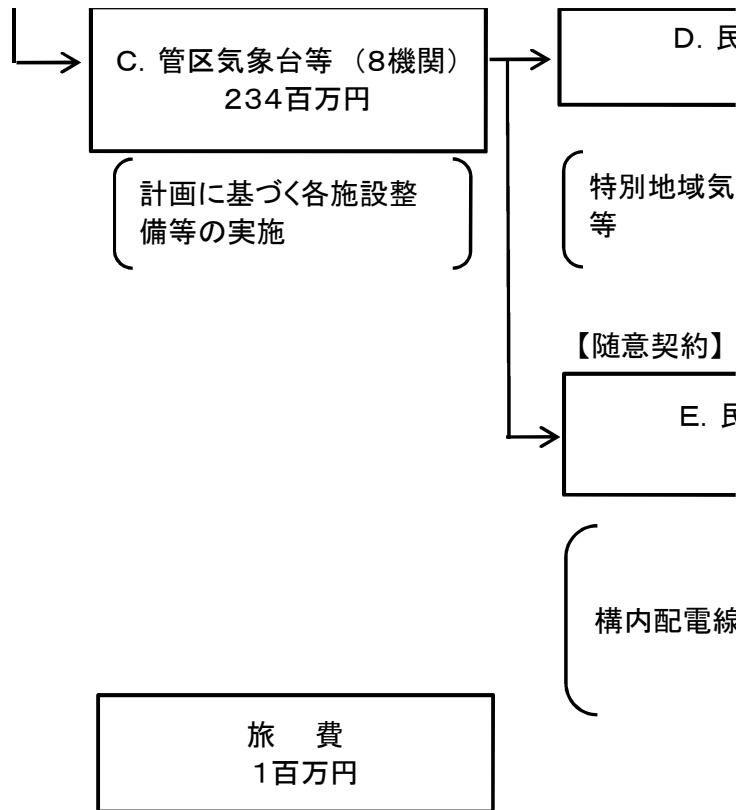 C．管区気象台等 （8機関）
234百万円
計画に基づく各施設整
備等の実施
D．民
特別地域気
等
【随意契約】
E．民
構内配電線
旅　費
1百万円